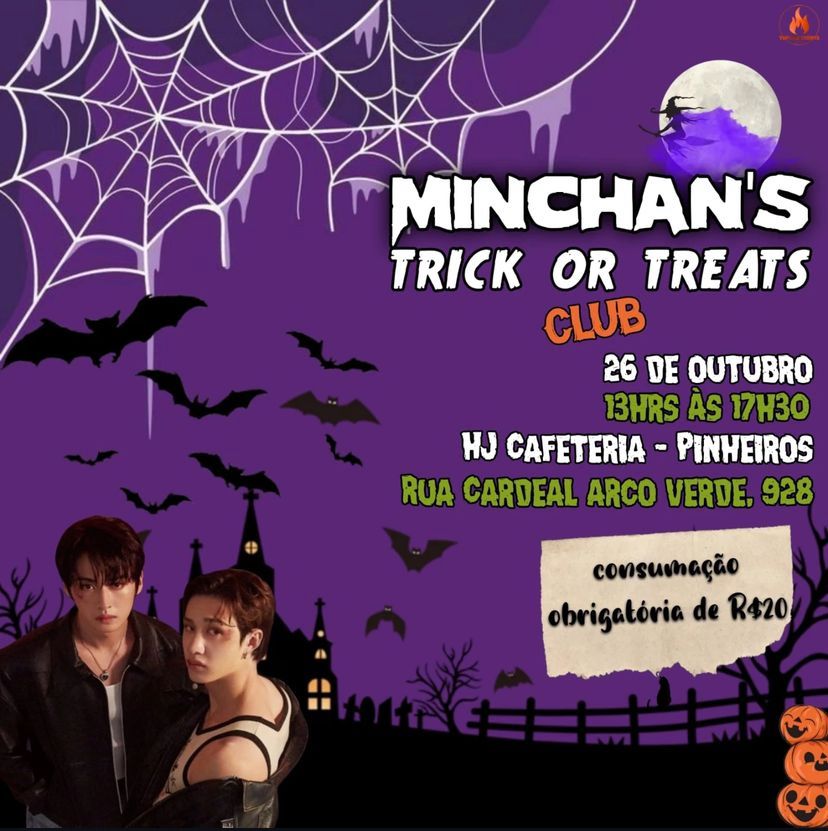 MINCHAN'S
TRICK OR TREATS
CLUB
26 DE OUTUBRO
13HRS ÀS 17H30
HJ CAFETERIA - PINHEIROS
RUA CARDEAL ARCO VERDE, 928
consumação
obrigatória de R$20